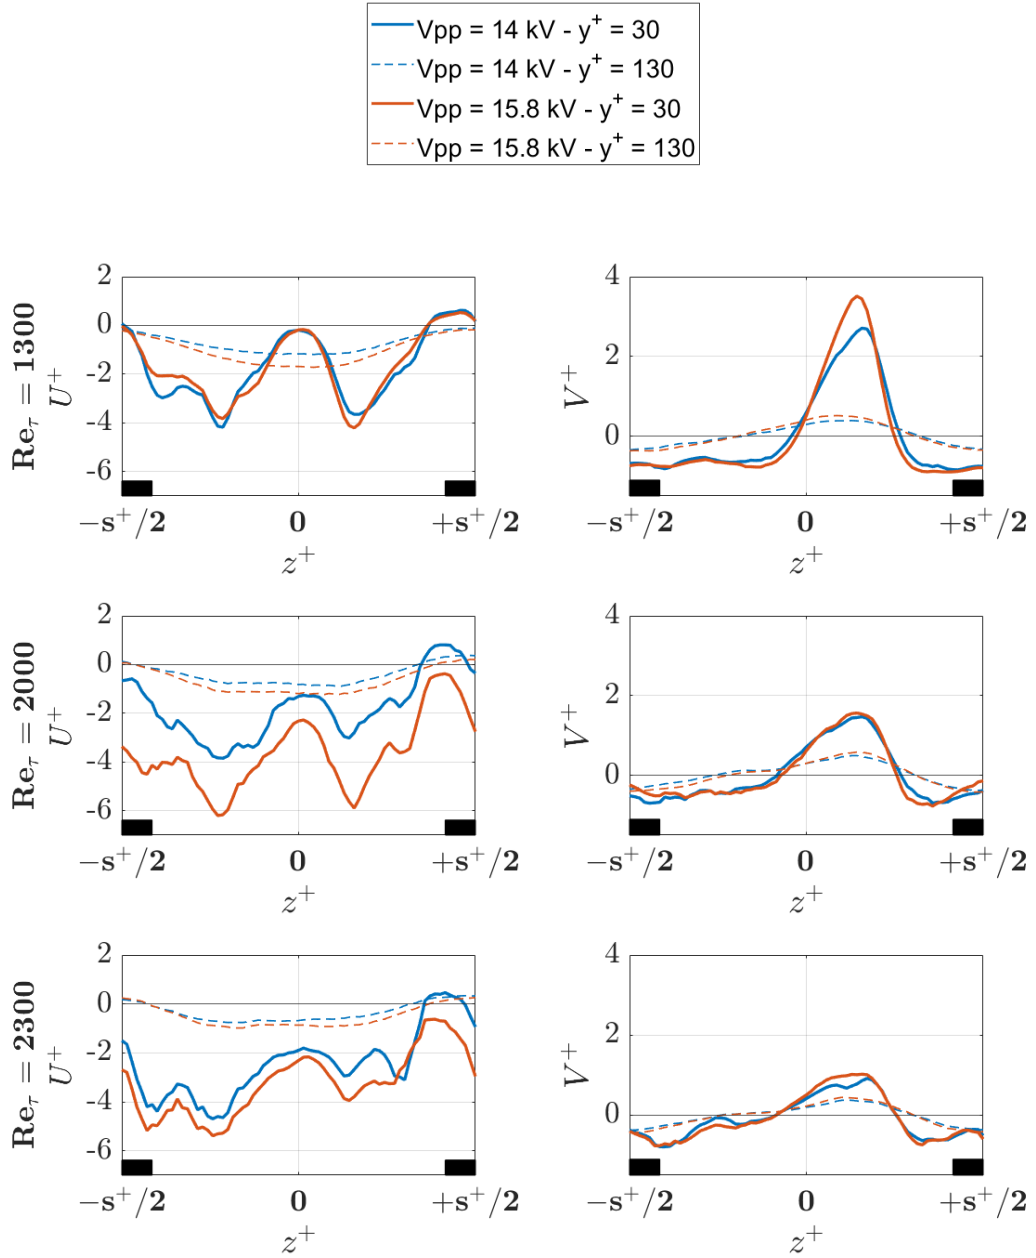 Vpp = 14 kV - y⁺ = 30
Vpp = 14 kV - y⁺ = 130
Vpp = 15.8 kV - y⁺ = 30
Vpp = 15.8 kV - y⁺ = 130
Re_τ = 1300
U⁺
2
0
-2
-4
-6
−s⁺/2 0 +s⁺/2
z⁺
V⁺
4
2
0
−s⁺/2 0 +s⁺/2
z⁺
Re_τ = 2000
U⁺
2
0
-2
-4
-6
−s⁺/2 0 +s⁺/2
z⁺
V⁺
4
2
0
−s⁺/2 0 +s⁺/2
z⁺
Re_τ = 2300
U⁺
2
0
-2
-4
-6
−s⁺/2 0 +s⁺/2
z⁺
V⁺
4
2
0
−s⁺/2 0 +s⁺/2
z⁺